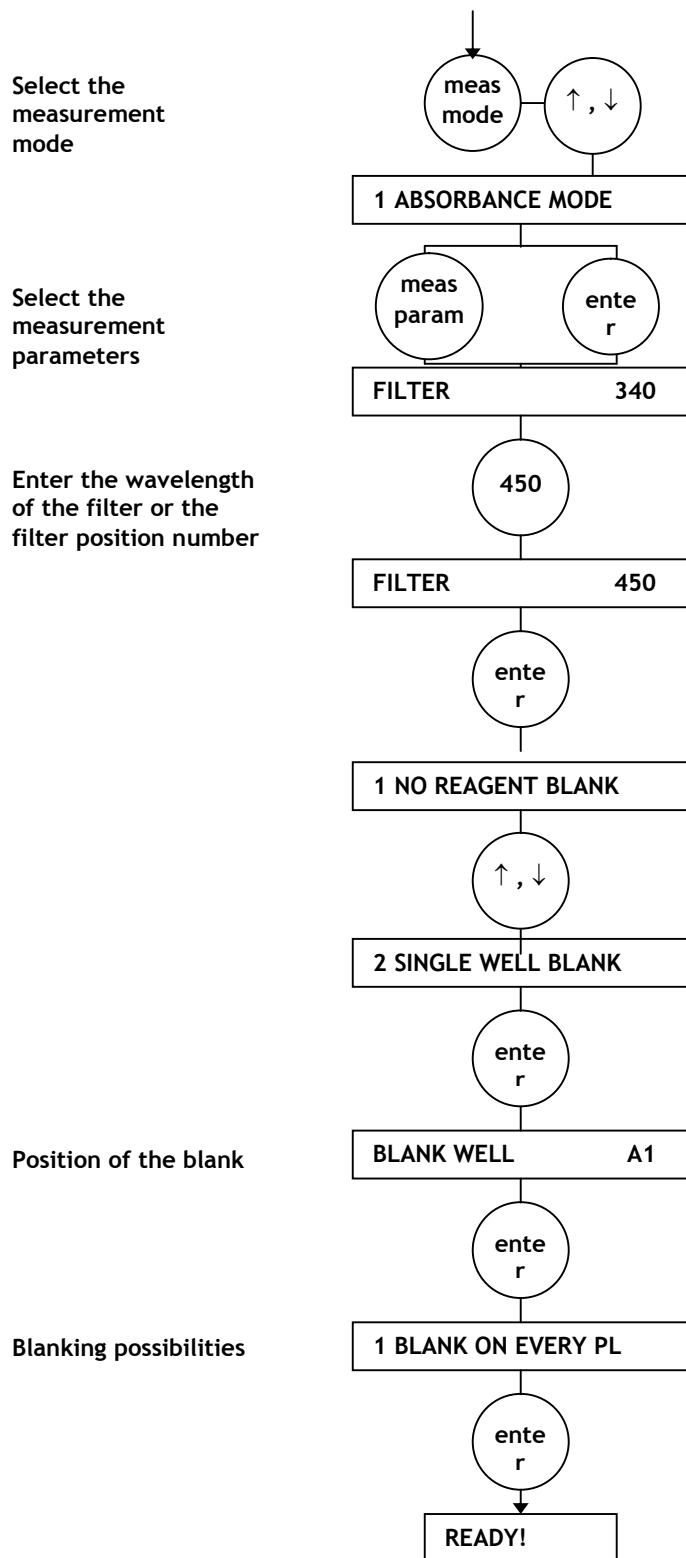 Select the
measurement
mode
meas
mode
↑ , ↓
1 ABSORBANCE MODE
Select the
measurement
parameters
meas
param
ente
r
FILTER 340
Enter the wavelength
of the filter or the
filter position number
450
FILTER 450
ente
r
1 NO REAGENT BLANK
↑ , ↓
2 SINGLE WELL BLANK
ente
r
Position of the blank
BLANK WELL A1
ente
r
Blanking possibilities
1 BLANK ON EVERY PL
ente
r
READY!